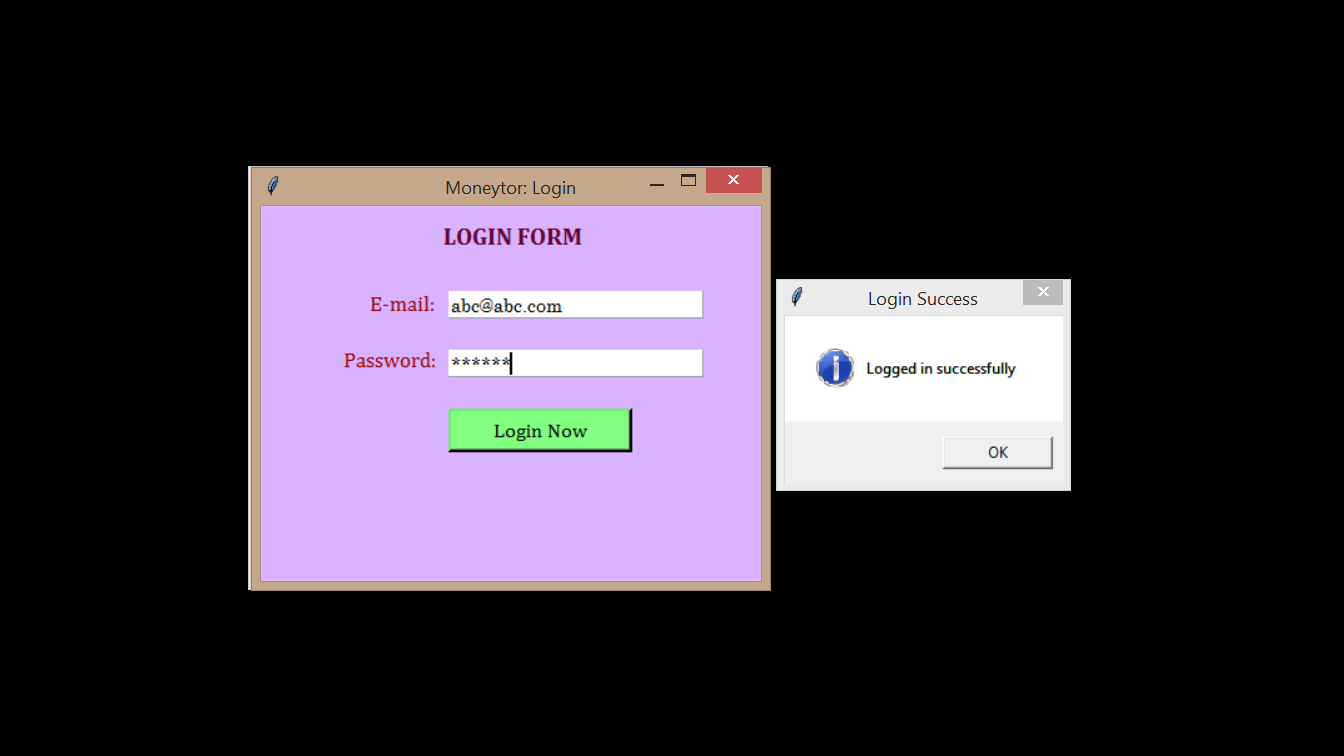 Moneytor: Login
LOGIN FORM
E-mail: abc@abc.com
Password: ******
Login Now
Login Success
Logged in successfully
OK